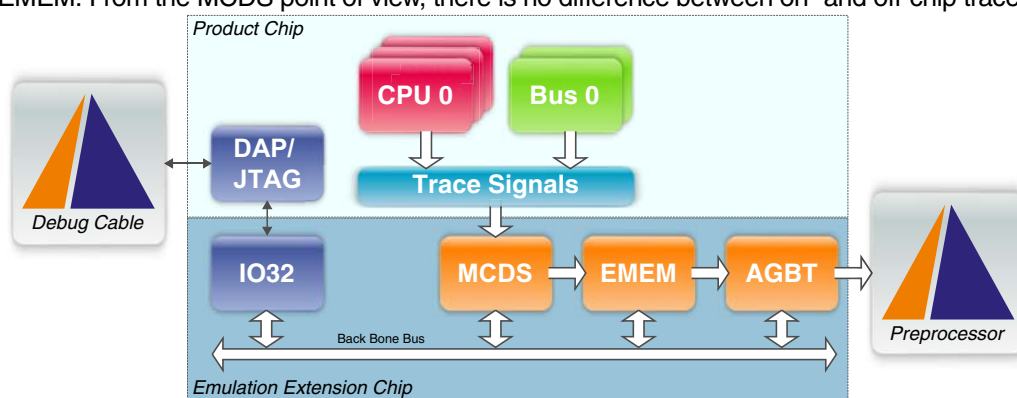 EMEM. From the MCDS point of view, there is no difference between on- and off-chip trace
Product Chip
CPU 0
Bus 0
DAP/
JTAG
Trace Signals
Debug Cable
IO32
MCDS
EMEM
AGBT
Preprocessor
Back Bone Bus
Emulation Extension Chip